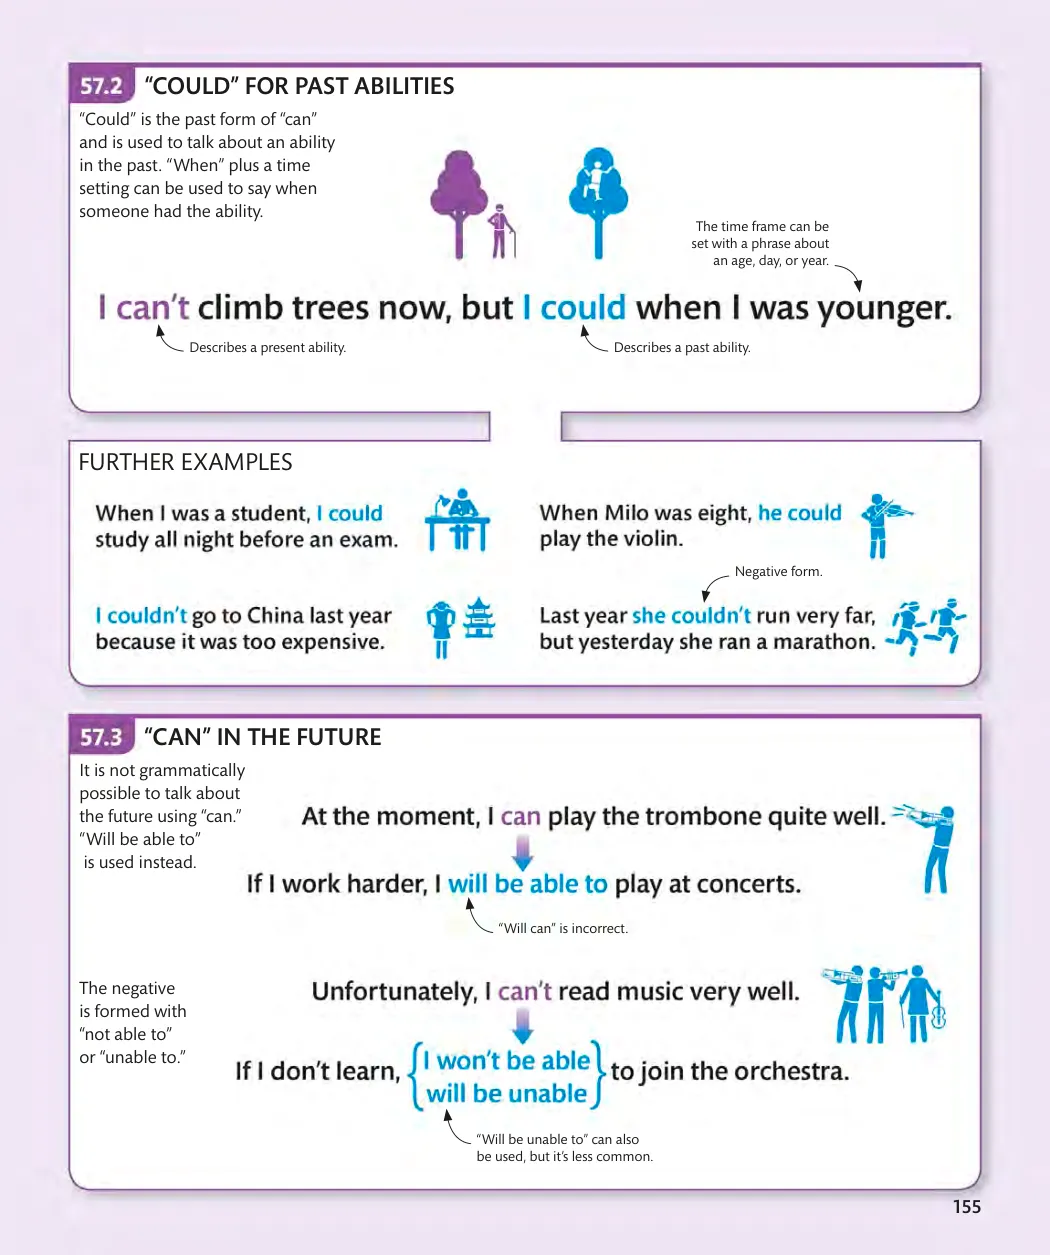 57.2 “COULD” FOR PAST ABILITIES
“Could” is the past form of “can”
and is used to talk about an ability
in the past. “When” plus a time
setting can be used to say when
someone had the ability.
The time frame can be
set with a phrase about
an age, day, or year.
I can't climb trees now, but I could when I was younger.
Describes a present ability.
Describes a past ability.
FURTHER EXAMPLES
When I was a student, I could
study all night before an exam.
When Milo was eight, he could
play the violin.
I couldn't go to China last year
because it was too expensive.
Negative form.
Last year she couldn't run very far,
but yesterday she ran a marathon.
57.3 “CAN” IN THE FUTURE
It is not grammatically
possible to talk about
the future using “can.”
“Will be able to”
is used instead.
At the moment, I can play the trombone quite well.
If I work harder, I will be able to play at concerts.
“Will can” is incorrect.
The negative
is formed with
“not able to”
or “unable to.”
Unfortunately, I can't read music very well.
If I don't learn, { I won't be able
will be unable } to join the orchestra.
“Will be unable to” can also
be used, but it's less common.
155